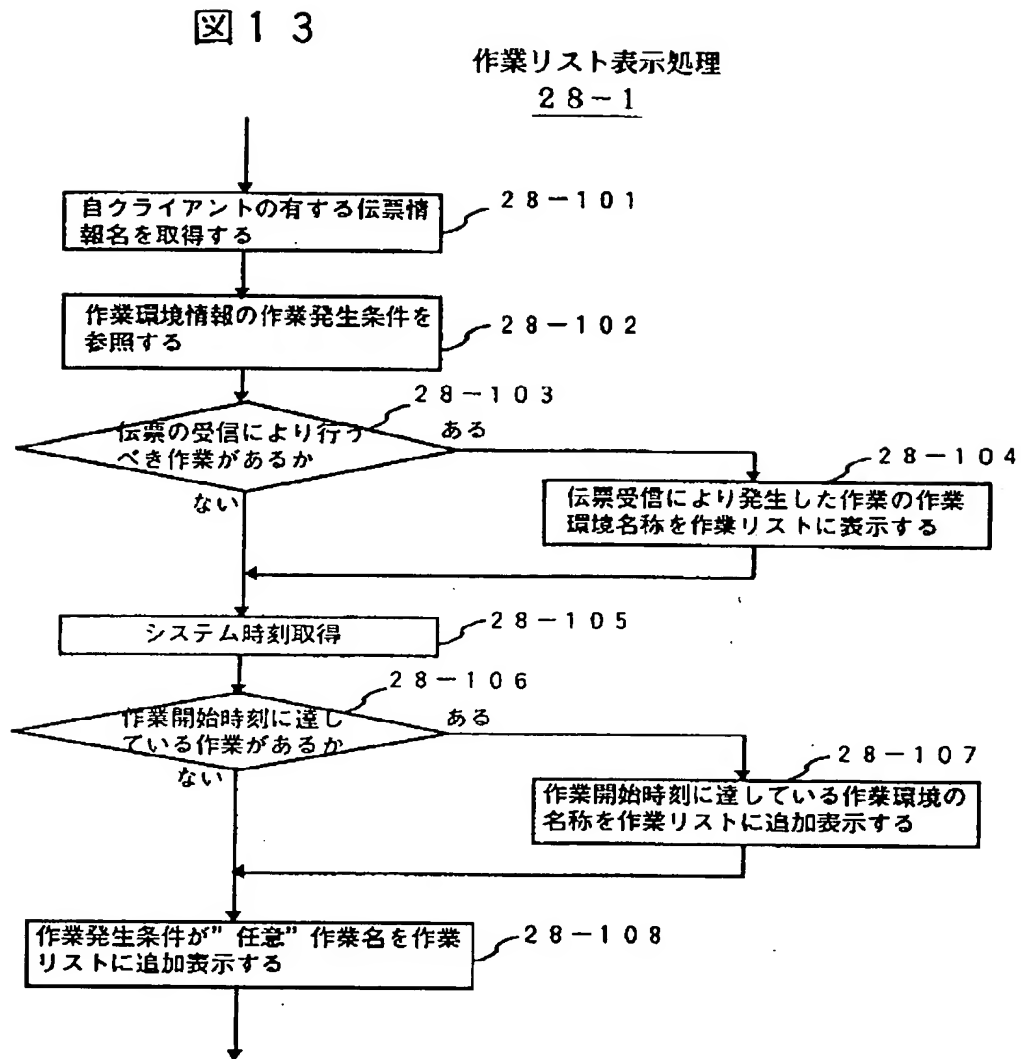 図１３
作業リスト表示処理
２８－１
自クライアントの有する伝票情
報名を取得する
２８－１０１
作業環境情報の作業発生条件を
参照する
２８－１０２
２８－１０３
伝票の受信により行う
べき作業があるか
ある
ない
２８－１０４
伝票受信により発生した作業の作業
環境名称を作業リストに表示する
システム時刻取得
２８－１０５
２８－１０６
作業開始時刻に達し
ている作業があるか
ある
ない
２８－１０７
作業開始時刻に達している作業環境の
名称を作業リストに追加表示する
作業発生条件が”任意”作業名を作業
リストに追加表示する
２８－１０８